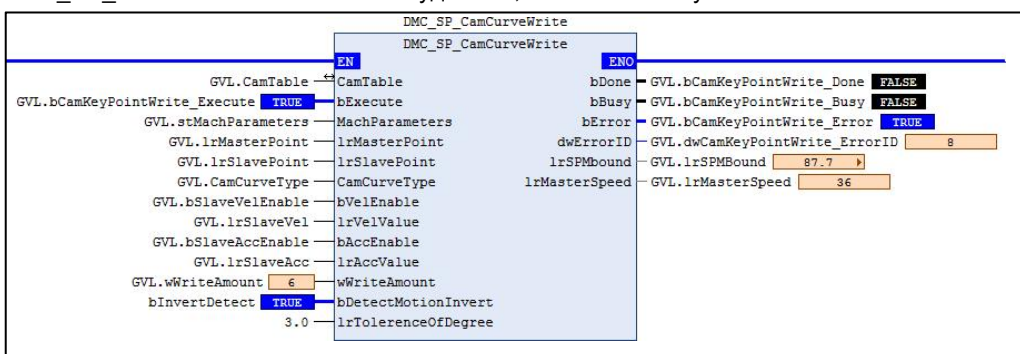 DMC_SP_CamCurveWrite
DMC_SP_CamCurveWrite
EN ENO
GVL.CamTable CamTable bDone GVL.bCamKeyPointWrite_Done FALSE
GVL.bCamKeyPointWrite_Execute TRUE bExecute bBusy GVL.bCamKeyPointWrite_Busy FALSE
GVL.stMachParameters MachParameters bError GVL.bCamKeyPointWrite_Error TRUE
GVL.lrMasterPoint lrMasterPoint dwErrorID GVL.dwCamKeyPointWrite_ErrorID 8
GVL.lrSlavePoint lrSlavePoint lrSPMbound GVL.lrSPMBound 87.7
GVL.CamCurveType CamCurveType lrMasterSpeed GVL.lrMasterSpeed 36
GVL.bSlaveVelEnable bVelEnable
GVL.lrSlaveVel lrVelValue
GVL.bSlaveAccEnable bAccEnable
GVL.lrSlaveAcc lrAccValue
GVL.wWriteAmount 6 wWriteAmount
bInvertDetect TRUE bDetectMotionInvert
3.0 lrTolerenceOfDegree